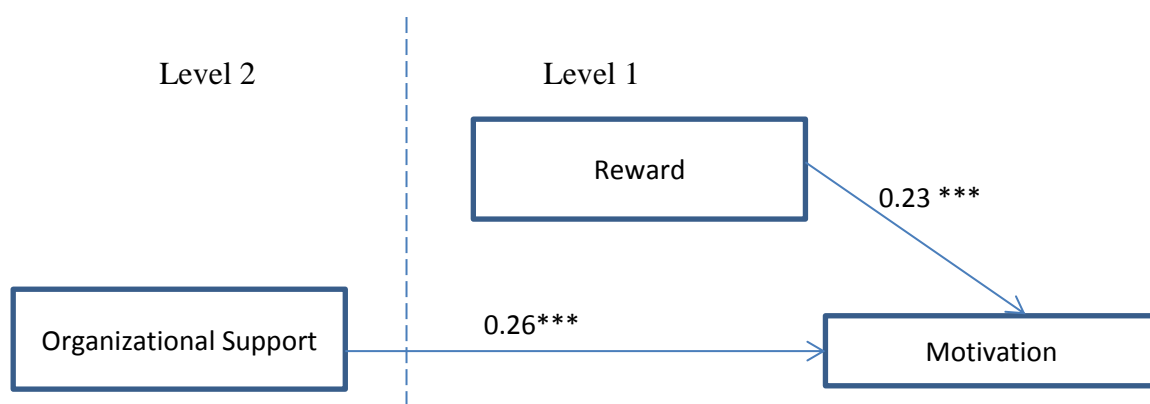 Level 2
Level 1
Reward
0.23 ***
Organizational Support
0.26***
Motivation